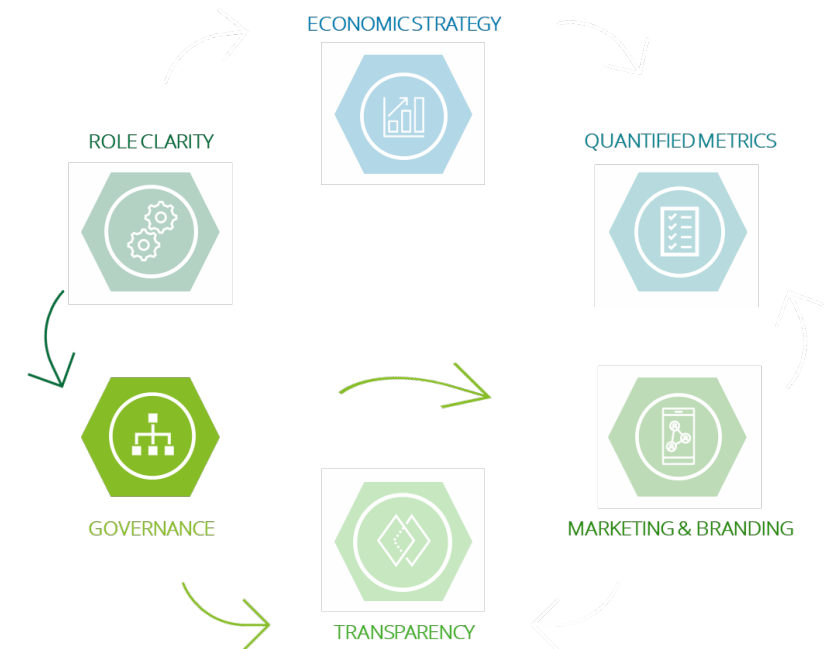 ECONOMIC STRATEGY
ROLE CLARITY
QUANTIFIED METRICS
GOVERNANCE
MARKETING & BRANDING
TRANSPARENCY